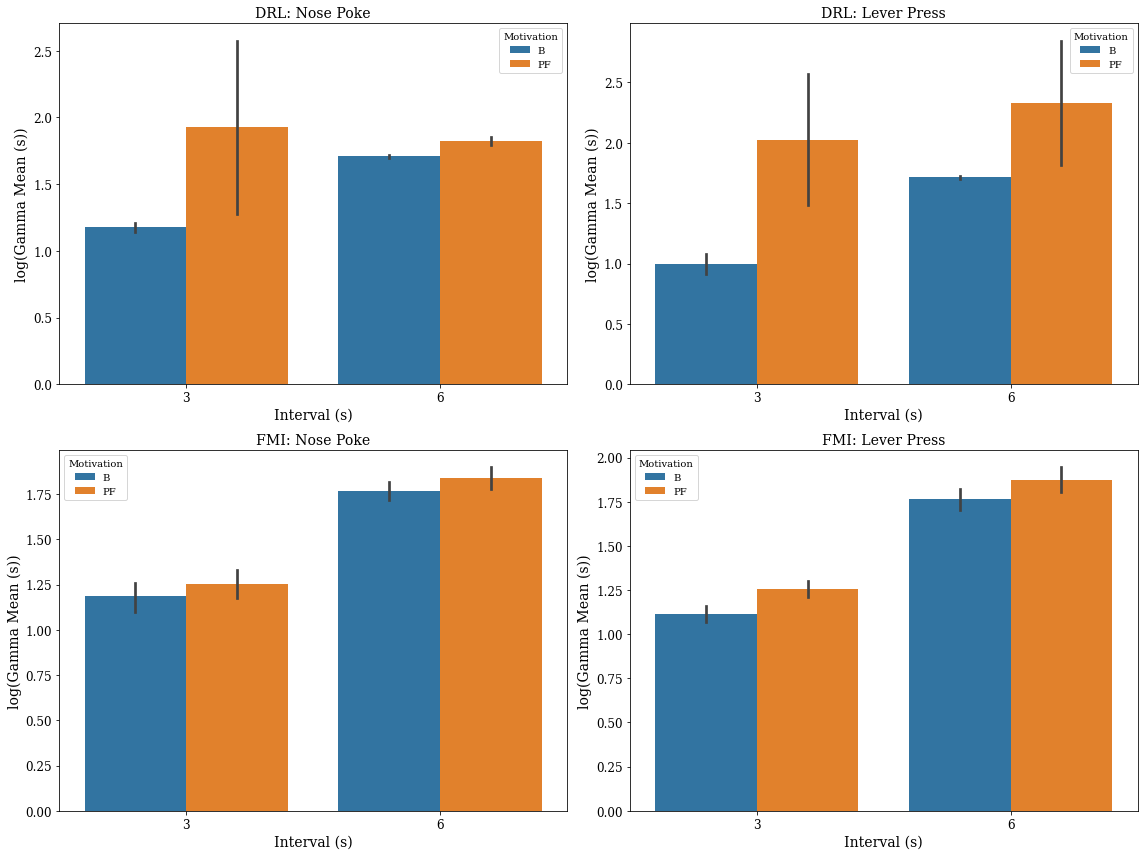 DRL: Nose Poke
log(Gamma Mean (s))
2.5
2.0
1.5
1.0
0.5
0.0
Motivation
B
PF
3
6
Interval (s)
DRL: Lever Press
log(Gamma Mean (s))
2.5
2.0
1.5
1.0
0.5
0.0
Motivation
B
PF
3
6
Interval (s)
FMI: Nose Poke
log(Gamma Mean (s))
1.75
1.50
1.25
1.00
0.75
0.50
0.25
0.00
Motivation
B
PF
3
6
Interval (s)
FMI: Lever Press
log(Gamma Mean (s))
2.00
1.75
1.50
1.25
1.00
0.75
0.50
0.25
0.00
Motivation
B
PF
3
6
Interval (s)